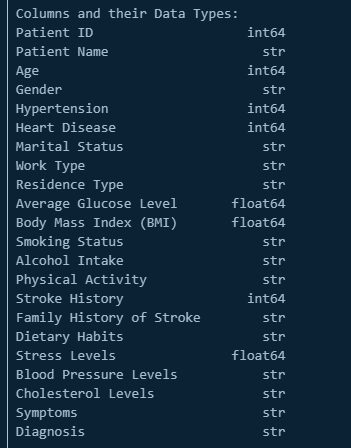 Columns and their Data Types:
Patient ID int64
Patient Name str
Age int64
Gender str
Hypertension int64
Heart Disease int64
Marital Status str
Work Type str
Residence Type str
Average Glucose Level float64
Body Mass Index (BMI) float64
Smoking Status str
Alcohol Intake str
Physical Activity str
Stroke History int64
Family History of Stroke str
Dietary Habits str
Stress Levels float64
Blood Pressure Levels str
Cholesterol Levels str
Symptoms str
Diagnosis str